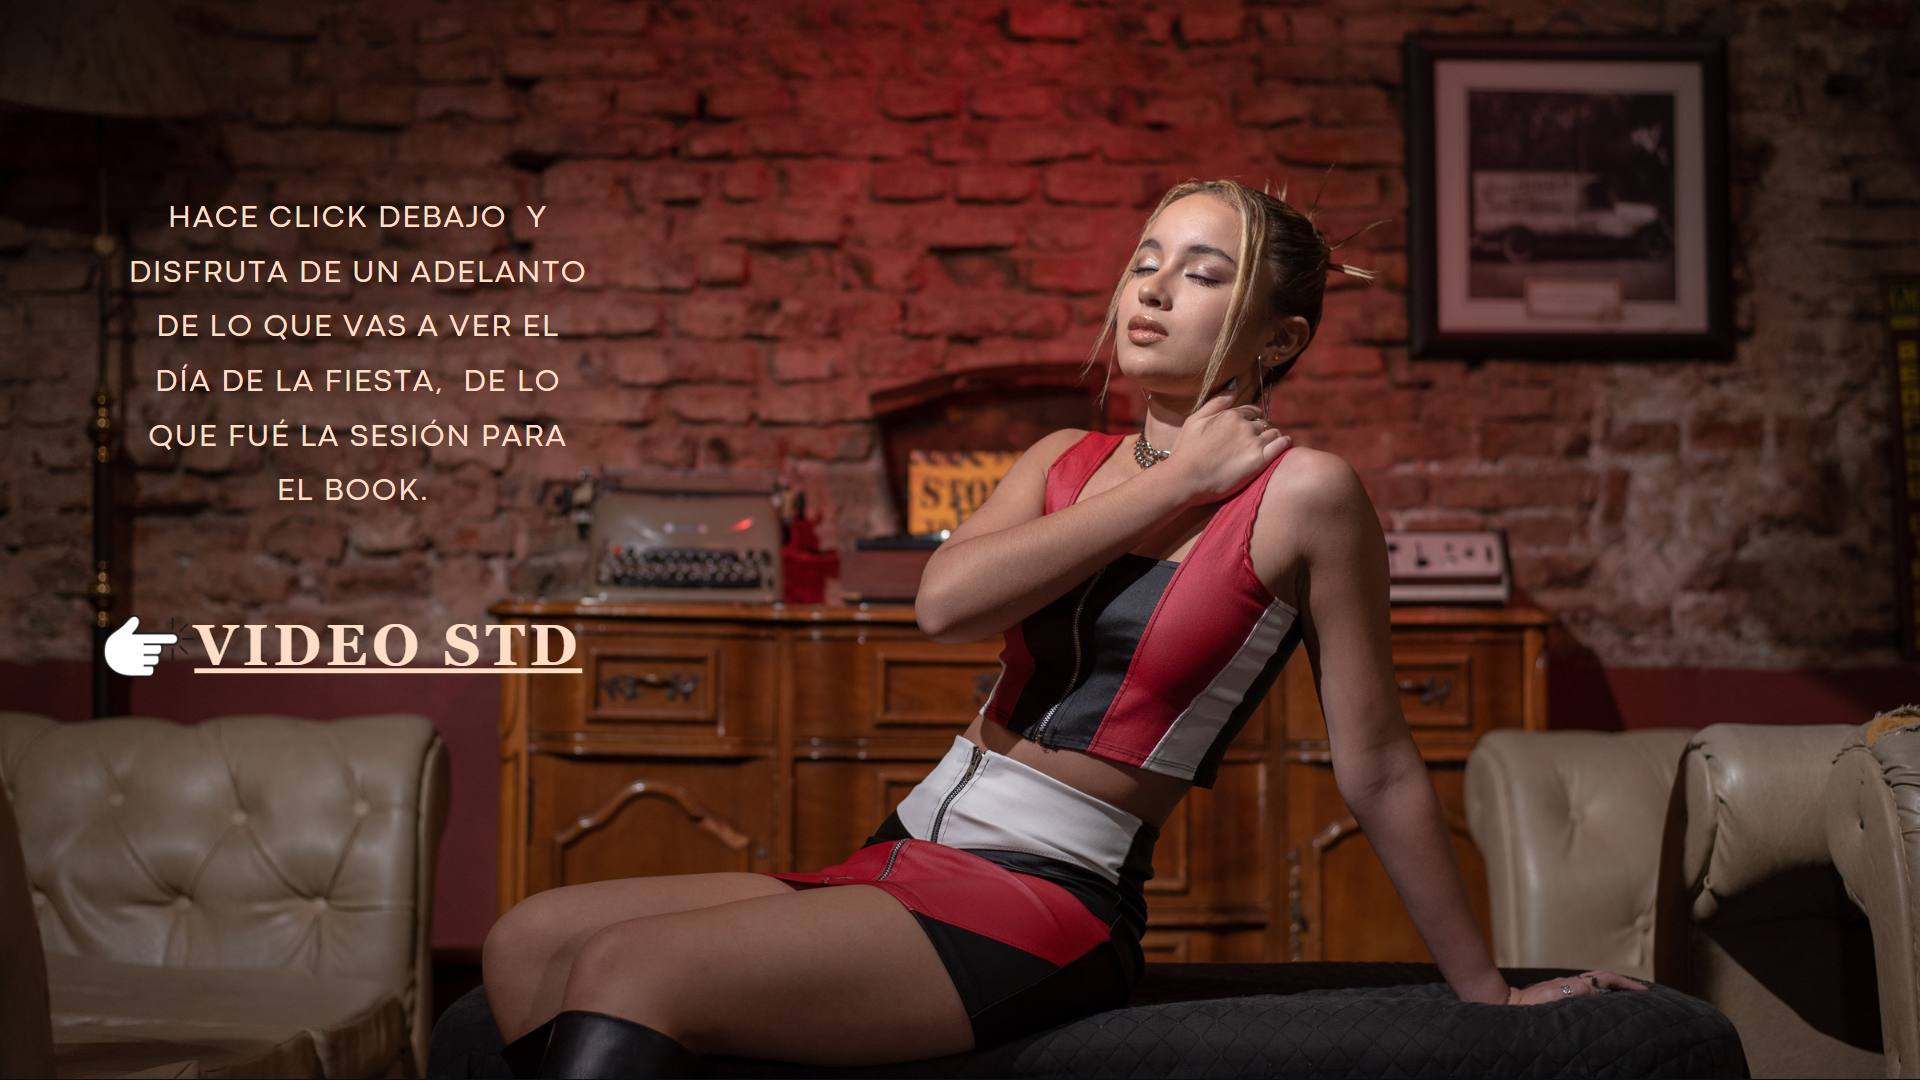 HACE CLICK DEBAJO Y
DISFRUTA DE UN ADELANTO
DE LO QUE VAS A VER EL
DÍA DE LA FIESTA, DE LO
QUE FUÉ LA SESIÓN PARA
EL BOOK.
VIDEO STD